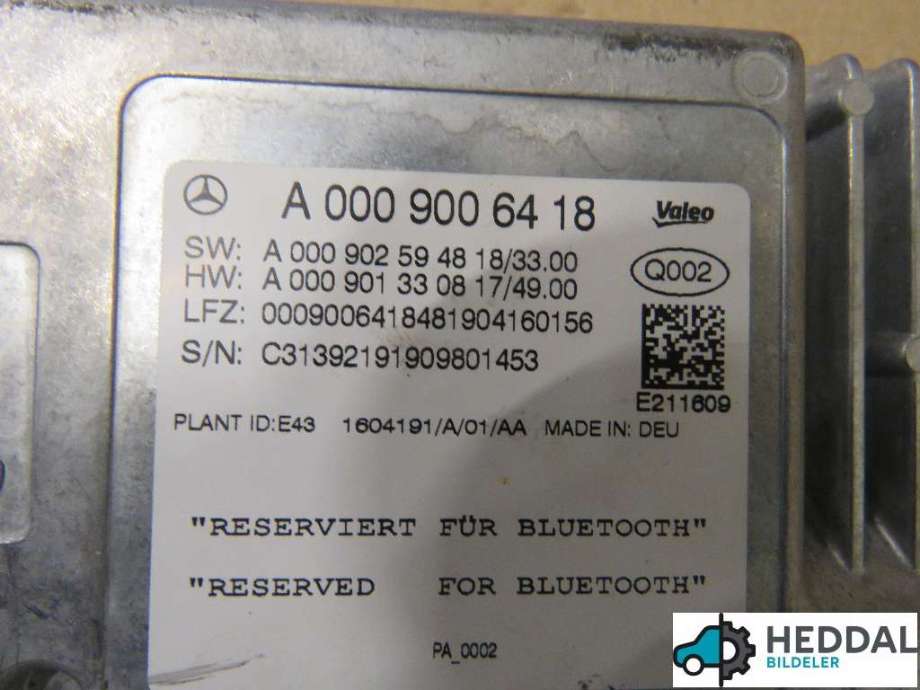 A 000 900 64 18
Valeo
SW: A 000 902 59 48 18/33.00
HW: A 000 901 33 08 17/49.00
Q002
LFZ: 0009006418481904160156
S/N: C31392191909801453
E211609
PLANT ID:E43 1604191/A/01/AA MADE IN: DEU
"RESERVIERT FÜR BLUETOOTH"
"RESERVED FOR BLUETOOTH"
PA_0002
HEDDAL
BILDELER